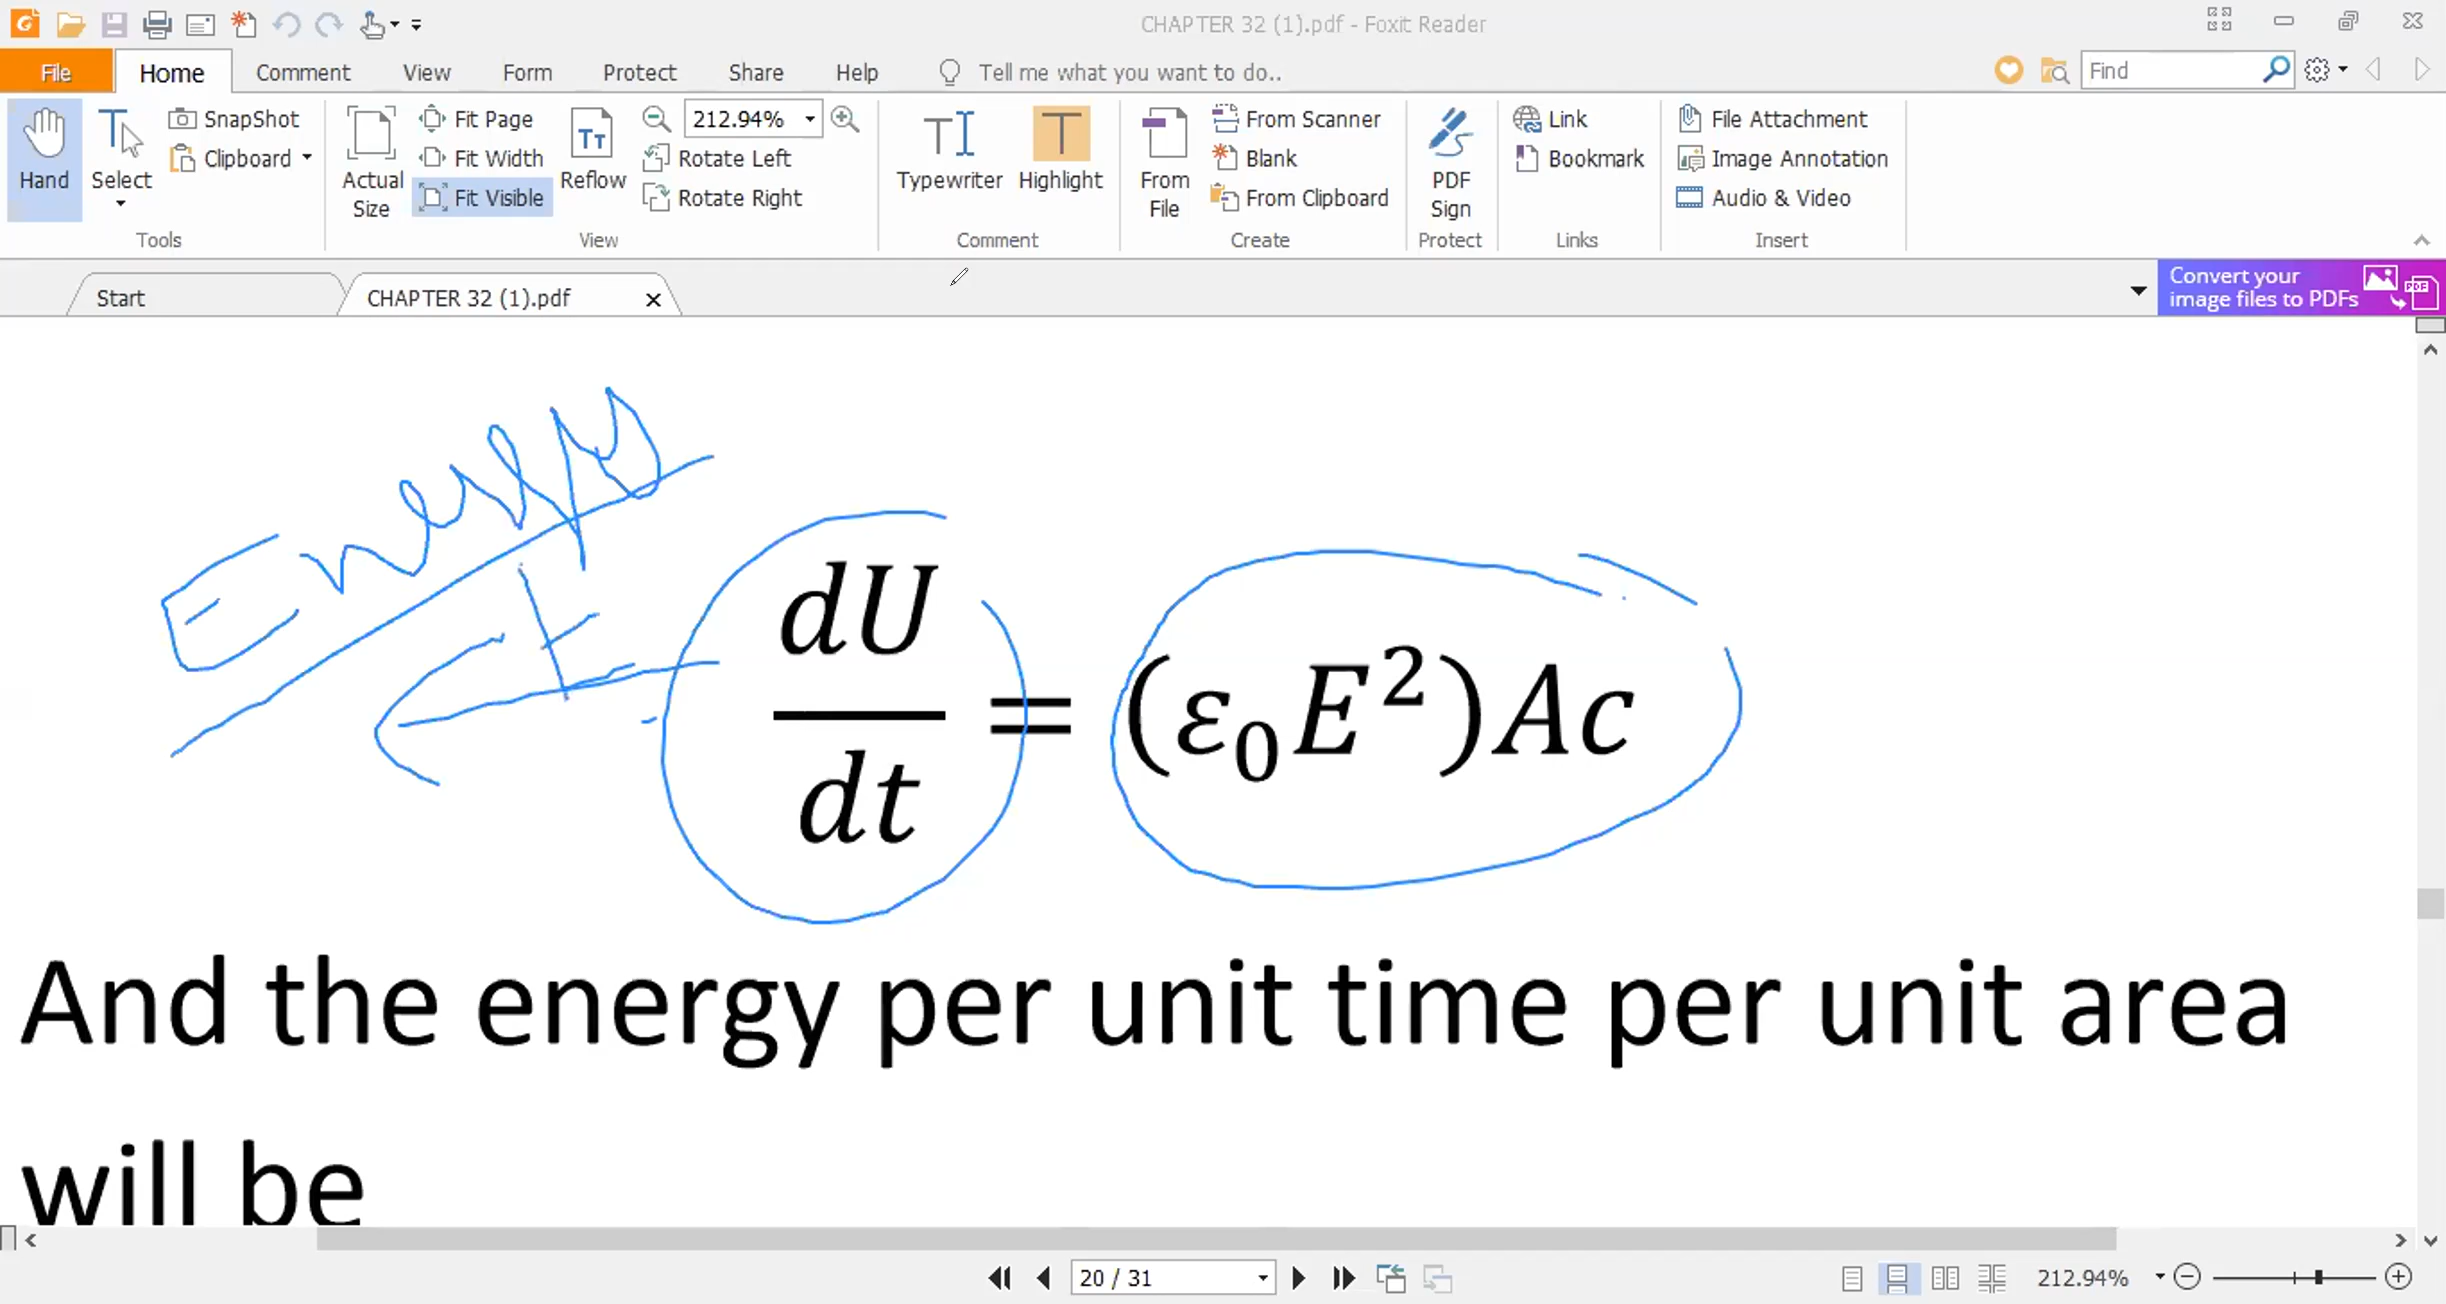 CHAPTER 32 (1).pdf - Foxit Reader
File Home Comment View Form Protect Share Help Tell me what you want to do.. Find
Hand
Select
SnapShot
Clipboard
Tools
Actual Size
Fit Page
Fit Width
Fit Visible
Reflow
212.94%
Rotate Left
Rotate Right
View
Typewriter
Highlight
Comment
From File
From Scanner
Blank
From Clipboard
Create
PDF Sign
Protect
Link
Bookmark
Links
File Attachment
Image Annotation
Audio & Video
Insert
Start
CHAPTER 32 (1).pdf
Convert your
image files to PDFs
PDF
Energy
t
dU/dt = (ε₀E²)Ac
And the energy per unit time per unit area
will be
20 / 31
212.94%